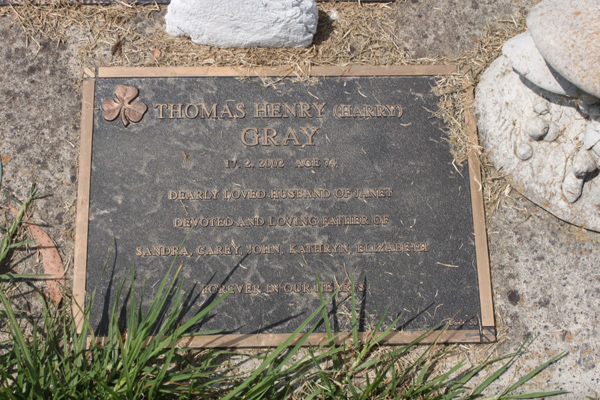 THOMAS HENRY (HARRY)
GRAY
17. 2. 2002 AGE 74
DEARLY LOVED HUSBAND OF JANET
DEVOTED AND LOVING FATHER OF
SANDRA, CAREY, JOHN, KATHRYN, ELIZABETH
FOREVER IN OUR HEARTS